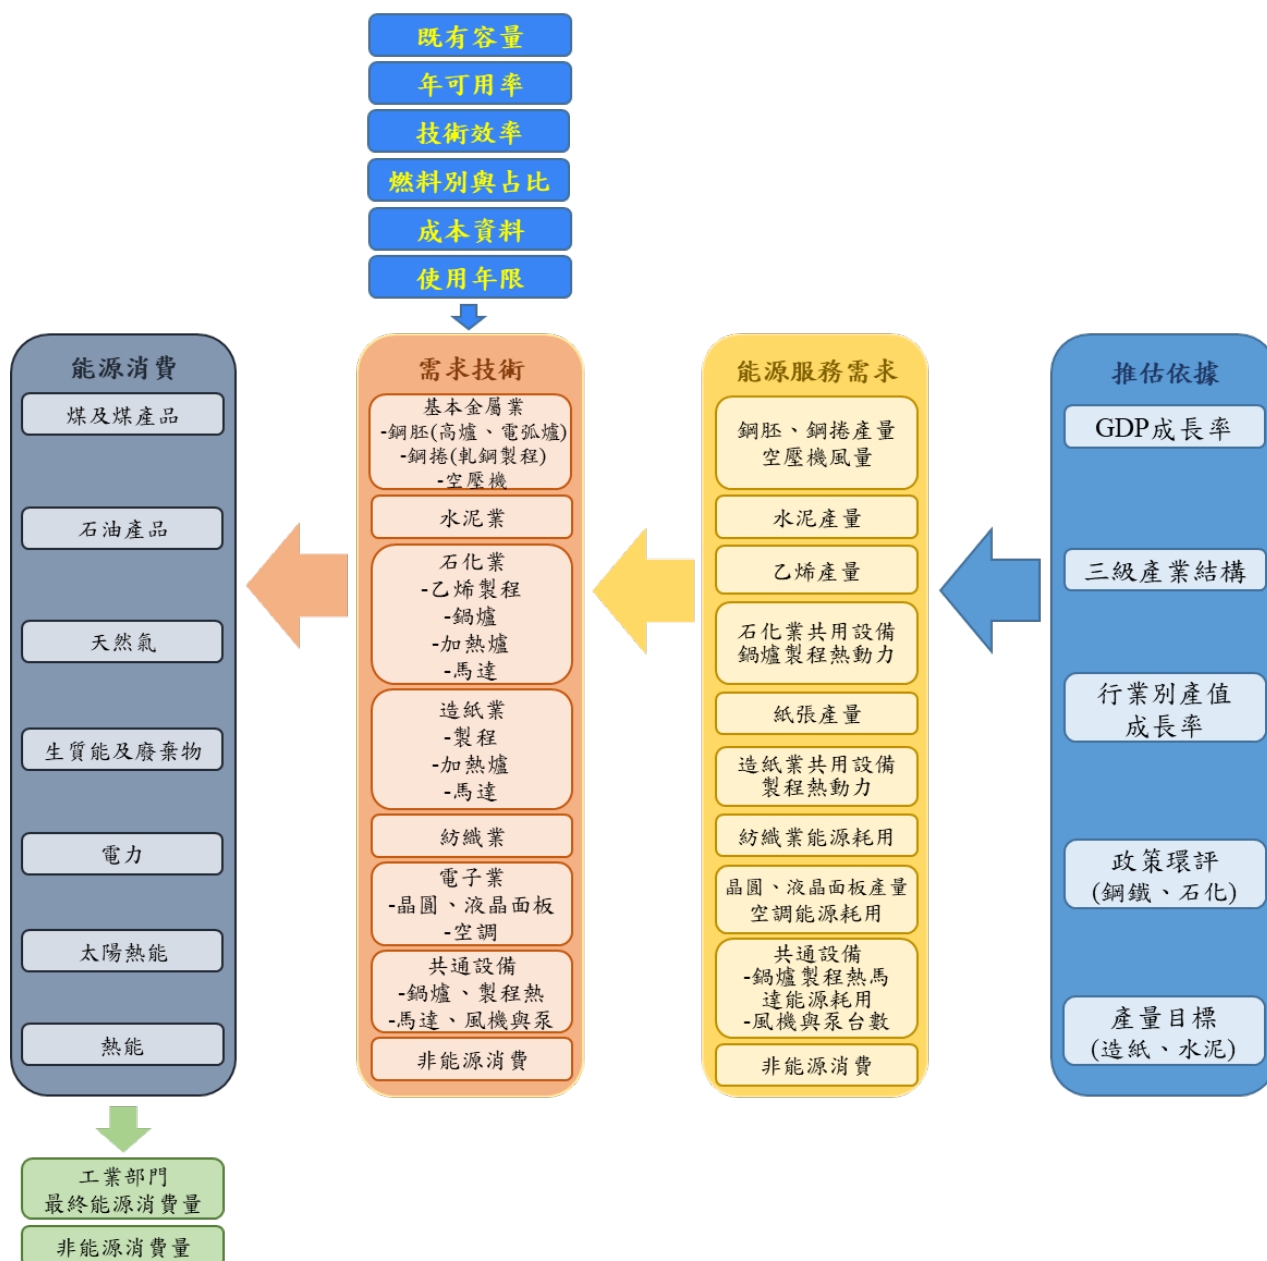 既有容量
年可用率
技術效率
燃料別與占比
成本資料
使用年限
能源消費
煤及煤產品
石油產品
天然氣
生質能及廢棄物
電力
太陽熱能
熱能
工業部門
最終能源消費量
非能源消費量
需求技術
基本金屬業
-鋼胚(高爐、電弧爐)
-鋼捲(軋鋼製程)
-空壓機
水泥業
石化業
-乙烯製程
-鍋爐
-加熱爐
-馬達
造紙業
-製程
-加熱爐
-馬達
紡織業
電子業
-晶圓、液晶面板
-空調
共通設備
-鍋爐、製程熱
-馬達、風機與泵
非能源消費
能源服務需求
鋼胚、鋼捲產量
空壓機風量
水泥產量
乙烯產量
石化業共用設備
鍋爐製程熱動力
紙張產量
造紙業共用設備
製程熱動力
紡織業能源耗用
晶圓、液晶面板產量
空調能源耗用
共通設備
-鍋爐製程熱馬
達能源耗用
-風機與泵台數
非能源消費
推估依據
GDP成長率
三級產業結構
行業別產值
成長率
政策環評
(鋼鐵、石化)
產量目標
(造紙、水泥)